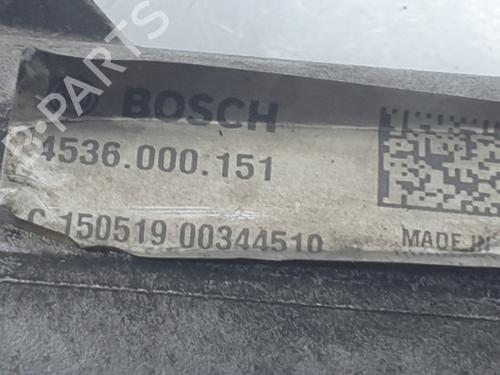 BOSCH
4536.000.151
C 150519 00344510
MADE IN
B-PARTS